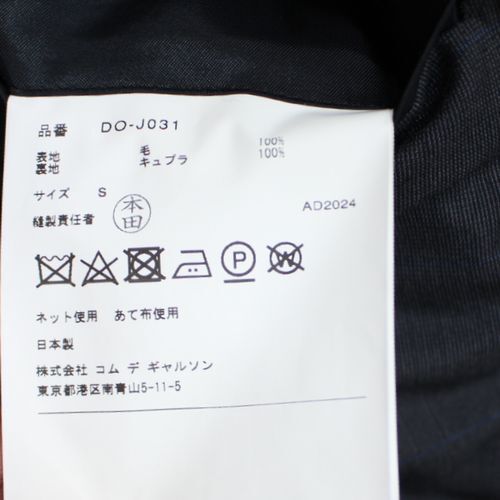 品番 DO-J031
表地 毛 100%
裏地 キュプラ 100%
サイズ S
縫製責任者 本田 AD2024
P W
ネット使用 あて布使用
日本製
株式会社 コム デ ギャルソン
東京都港区南青山5-11-5